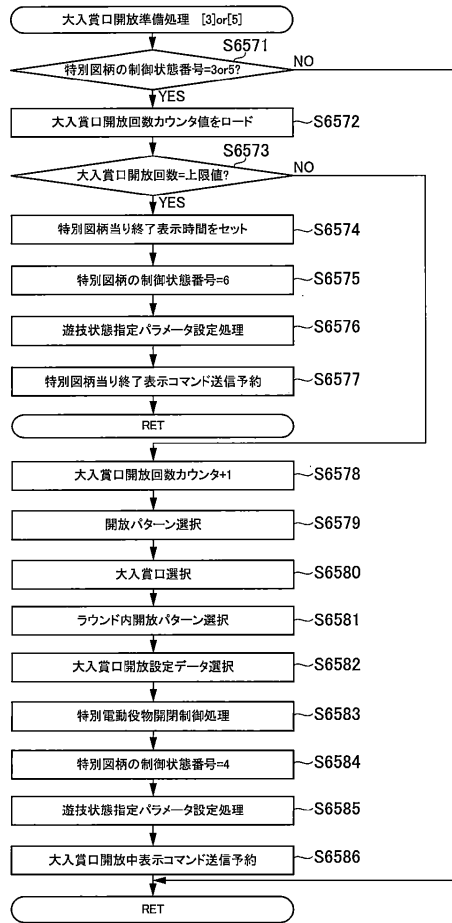 大入賞口開放準備処理 [3]or[5]
S6571
特別図柄の制御状態番号=3or5?
NO
YES
大入賞口開放回数カウンタ値をロード
S6572
S6573
大入賞口開放回数=上限値?
NO
YES
特別図柄当り終了表示時間をセット
S6574
特別図柄の制御状態番号=6
S6575
遊技状態指定パラメータ設定処理
S6576
特別図柄当り終了表示コマンド送信予約
S6577
RET
大入賞口開放回数カウンタ+1
S6578
開放パターン選択
S6579
大入賞口選択
S6580
ラウンド内開放パターン選択
S6581
大入賞口開放設定データ選択
S6582
特別電動役物開閉制御処理
S6583
特別図柄の制御状態番号=4
S6584
遊技状態指定パラメータ設定処理
S6585
大入賞口開放中表示コマンド送信予約
S6586
RET